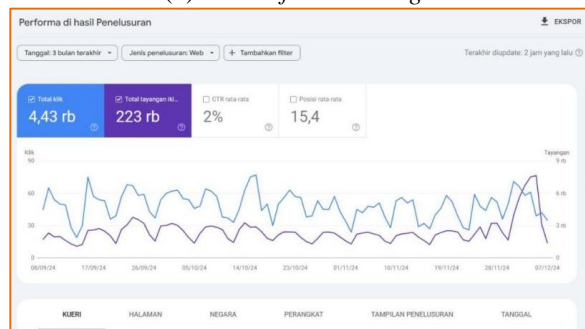 Performa di hasil Penelusuran
EKSPOR
Tanggal: 3 bulan terakhir
Jenis penelusuran: Web
+ Tambahkan filter
Terakhir diupdate: 2 jam yang lalu
Total klik
4,43 rb
Total tayangan ikl...
223 rb
CTR rata-rata
2%
Posisi rata-rata
15,4
Klik
Tayangan
90
9 rb
60
6 rb
30
3 rb
0
0
08/09/24 17/09/24 26/09/24 05/10/24 14/10/24 23/10/24 01/11/24 10/11/24 19/11/24 28/11/24 07/12/24
KUERI HALAMAN NEGARA PERANGKAT TAMPILAN PENELUSURAN TANGGAL